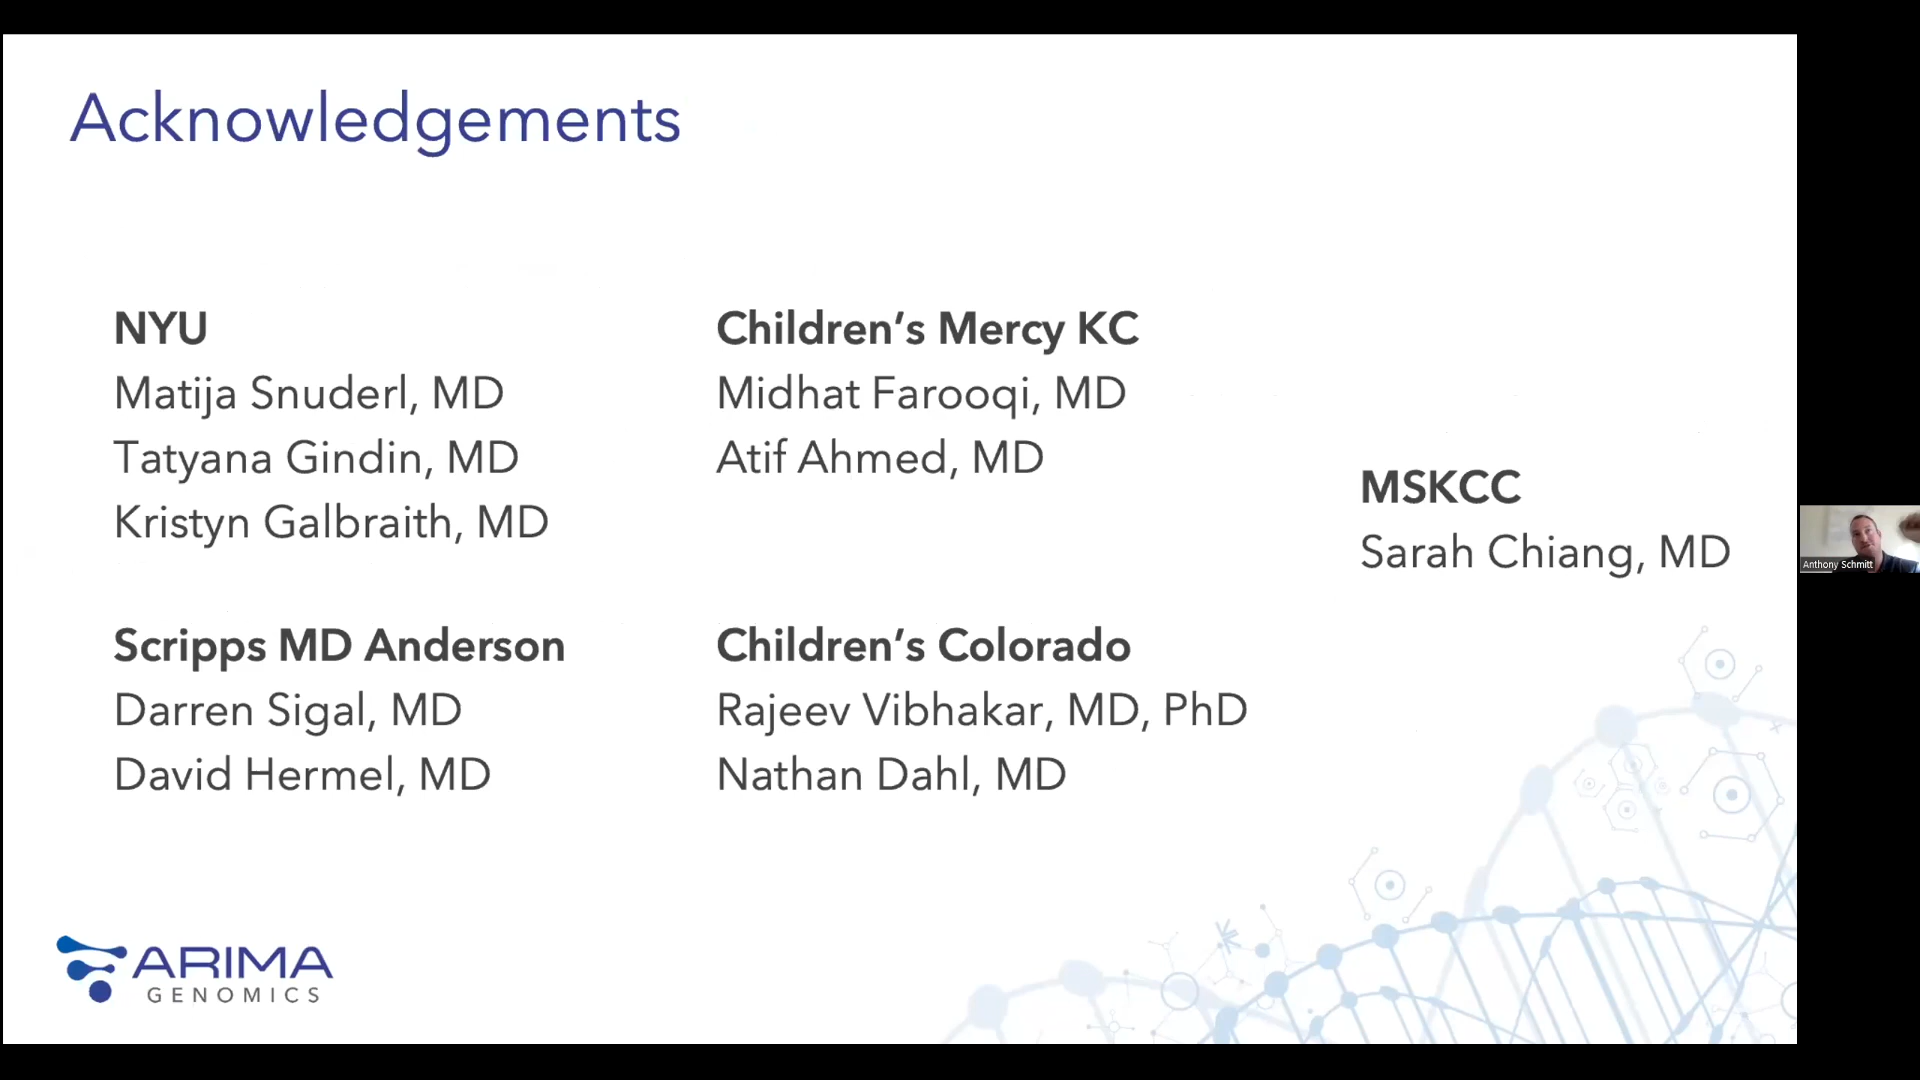 Acknowledgements
NYU
Matija Snuderl, MD
Tatyana Gindin, MD
Kristyn Galbraith, MD
Scripps MD Anderson
Darren Sigal, MD
David Hermel, MD
Children’s Mercy KC
Midhat Farooqi, MD
Atif Ahmed, MD
Children’s Colorado
Rajeev Vibhakar, MD, PhD
Nathan Dahl, MD
MSKCC
Sarah Chiang, MD
ARIMA
GENOMICS
Anthony Schmitt